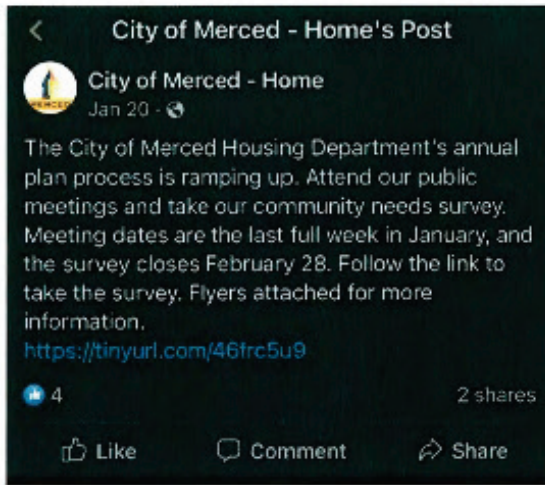 City of Merced - Home's Post
MERCED
City of Merced - Home
Jan 20 ·
The City of Merced Housing Department's annual
plan process is ramping up. Attend our public
meetings and take our community needs survey.
Meeting dates are the last full week in January, and
the survey closes February 28. Follow the link to
take the survey. Flyers attached for more
information.
https://tinyurl.com/46frc5u9
4
2 shares
Like
Comment
Share